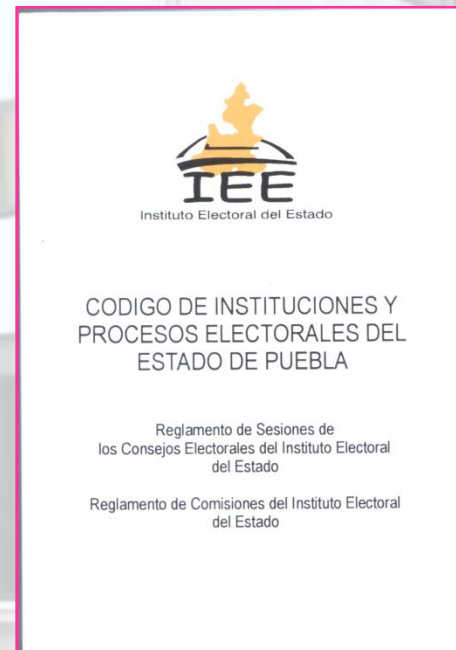 IEE
Instituto Electoral del Estado
CODIGO DE INSTITUCIONES Y
PROCESOS ELECTORALES DEL
ESTADO DE PUEBLA
Reglamento de Sesiones de
los Consejos Electorales del Instituto Electoral
del Estado
Reglamento de Comisiones del Instituto Electoral
del Estado